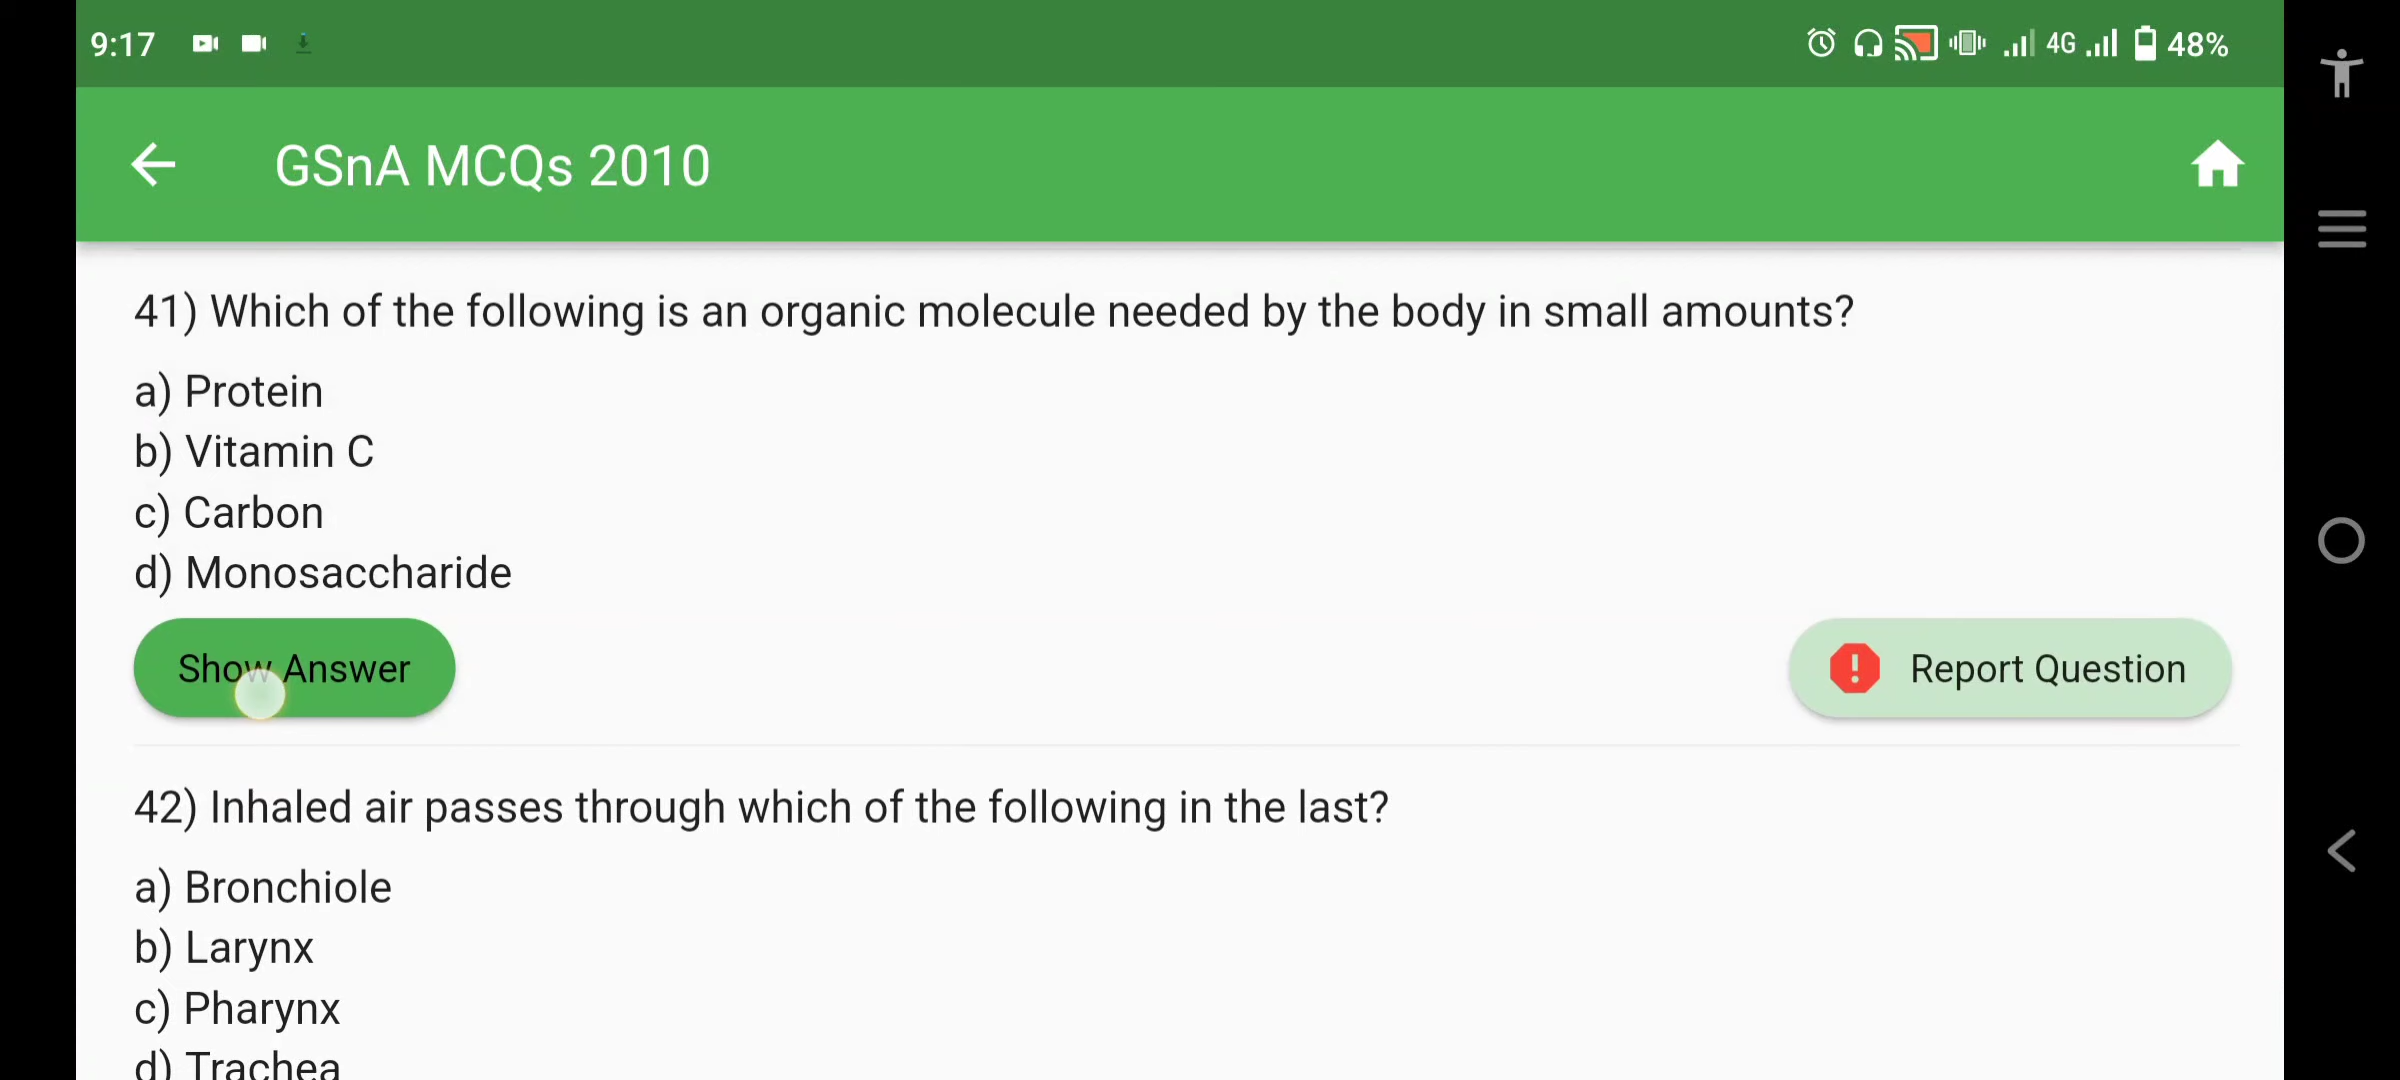 9:17
4G
48%
GSnA MCQs 2010
41) Which of the following is an organic molecule needed by the body in small amounts?
a) Protein
b) Vitamin C
c) Carbon
d) Monosaccharide
Show Answer
Report Question
42) Inhaled air passes through which of the following in the last?
a) Bronchiole
b) Larynx
c) Pharynx
d) Trachea